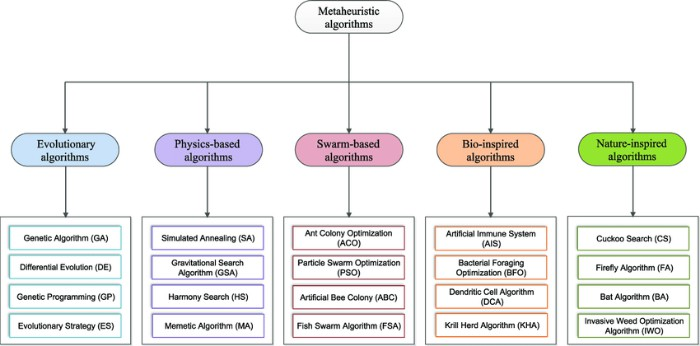 Metaheuristic
algorithms
Evolutionary
algorithms
Physics-based
algorithms
Swarm-based
algorithms
Bio-inspired
algorithms
Nature-inspired
algorithms
Genetic Algorithm (GA)
Differential Evolution (DE)
Genetic Programming (GP)
Evolutionary Strategy (ES)
Simulated Annealing (SA)
Gravitational Search
Algorithm (GSA)
Harmony Search (HS)
Memetic Algorithm (MA)
Ant Colony Optimization
(ACO)
Particle Swarm Optimization
(PSO)
Artificial Bee Colony (ABC)
Fish Swarm Algorithm (FSA)
Artificial Immune System
(AIS)
Bacterial Foraging
Optimization (BFO)
Dendritic Cell Algorithm
(DCA)
Krill Herd Algorithm (KHA)
Cuckoo Search (CS)
Firefly Algorithm (FA)
Bat Algorithm (BA)
Invasive Weed Optimization
Algorithm (IWO)